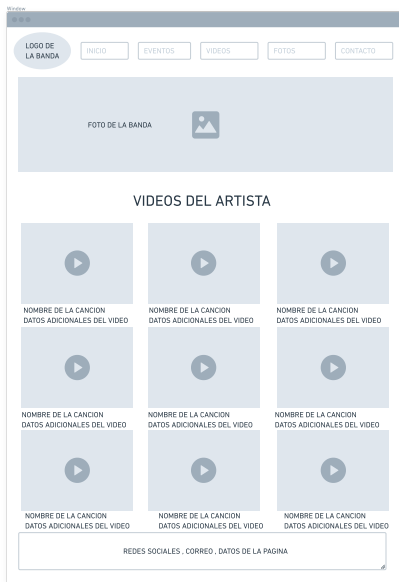 Window
LOGO DE
LA BANDA
INICIO
EVENTOS
VIDEOS
FOTOS
CONTACTO
FOTO DE LA BANDA
VIDEOS DEL ARTISTA
NOMBRE DE LA CANCION
DATOS ADICIONALES DEL VIDEO
NOMBRE DE LA CANCION
DATOS ADICIONALES DEL VIDEO
NOMBRE DE LA CANCION
DATOS ADICIONALES DEL VIDEO
NOMBRE DE LA CANCION
DATOS ADICIONALES DEL VIDEO
NOMBRE DE LA CANCION
DATOS ADICIONALES DEL VIDEO
NOMBRE DE LA CANCION
DATOS ADICIONALES DEL VIDEO
NOMBRE DE LA CANCION
DATOS ADICIONALES DEL VIDEO
NOMBRE DE LA CANCION
DATOS ADICIONALES DEL VIDEO
NOMBRE DE LA CANCION
DATOS ADICIONALES DEL VIDEO
REDES SOCIALES , CORREO , DATOS DE LA PAGINA